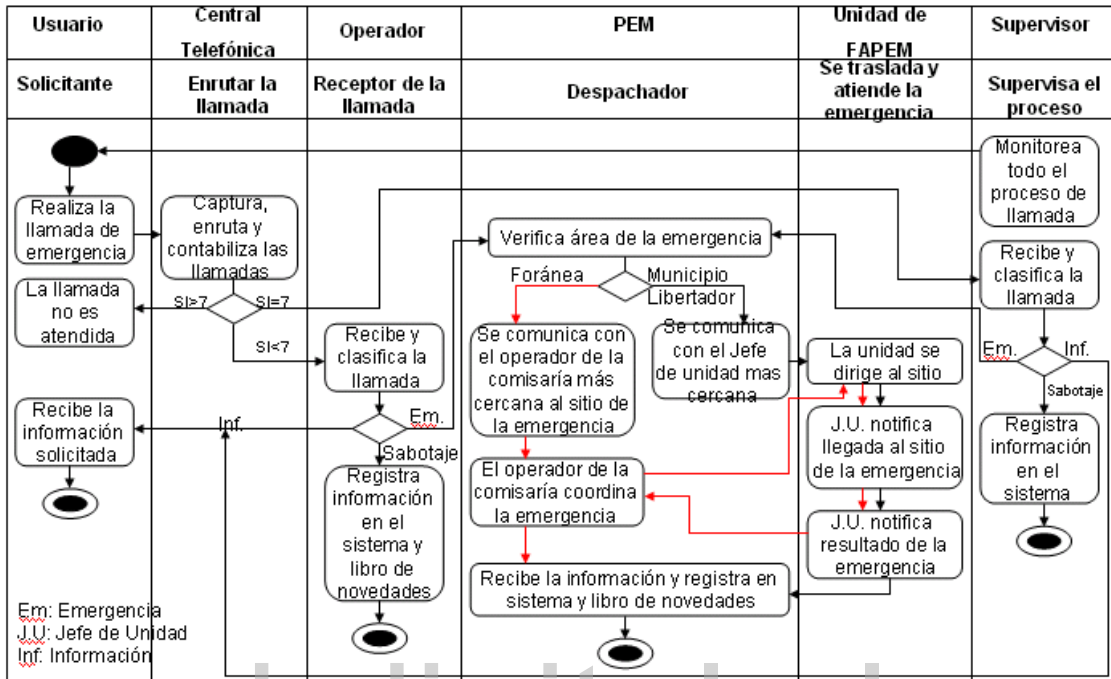 Usuario
Central
Telefónica
Operador
PEM
Unidad de
FAPEM
Supervisor
Solicitante
Enrutar la
llamada
Receptor de la
llamada
Despachador
Se traslada y
atiende la
emergencia
Supervisa el
proceso
Monitorea
todo el
proceso de
llamada
Realiza la
llamada de
emergencia
Captura,
enruta y
contabiliza las
llamadas
Verifica área de la emergencia
Recibe y
clasifica la
llamada
Foránea
Municipio
Libertador
La llamada
no es
atendida
SI>7
SI=7
SI<7
Recibe y
clasifica la
llamada
Se comunica con
el operador de la
comisaría más
cercana al sitio de
la emergencia
Se comunica
con el Jefe
de unidad mas
cercana
La unidad se
dirige al sitio
Em.
Inf.
Sabotaje
Recibe la
información
solicitada
Inf.
Em.
Sabotaje
J.U. notifica
llegada al sitio
de la emergencia
Registra
información
en el
sistema
Registra
información
en el
sistema y
libro de
novedades
El operador de la
comisaría coordina
la emergencia
J.U. notifica
resultado de la
emergencia
Recibe la información y registra en
sistema y libro de novedades
Em: Emergencia
J.U: Jefe de Unidad
Inf: Información